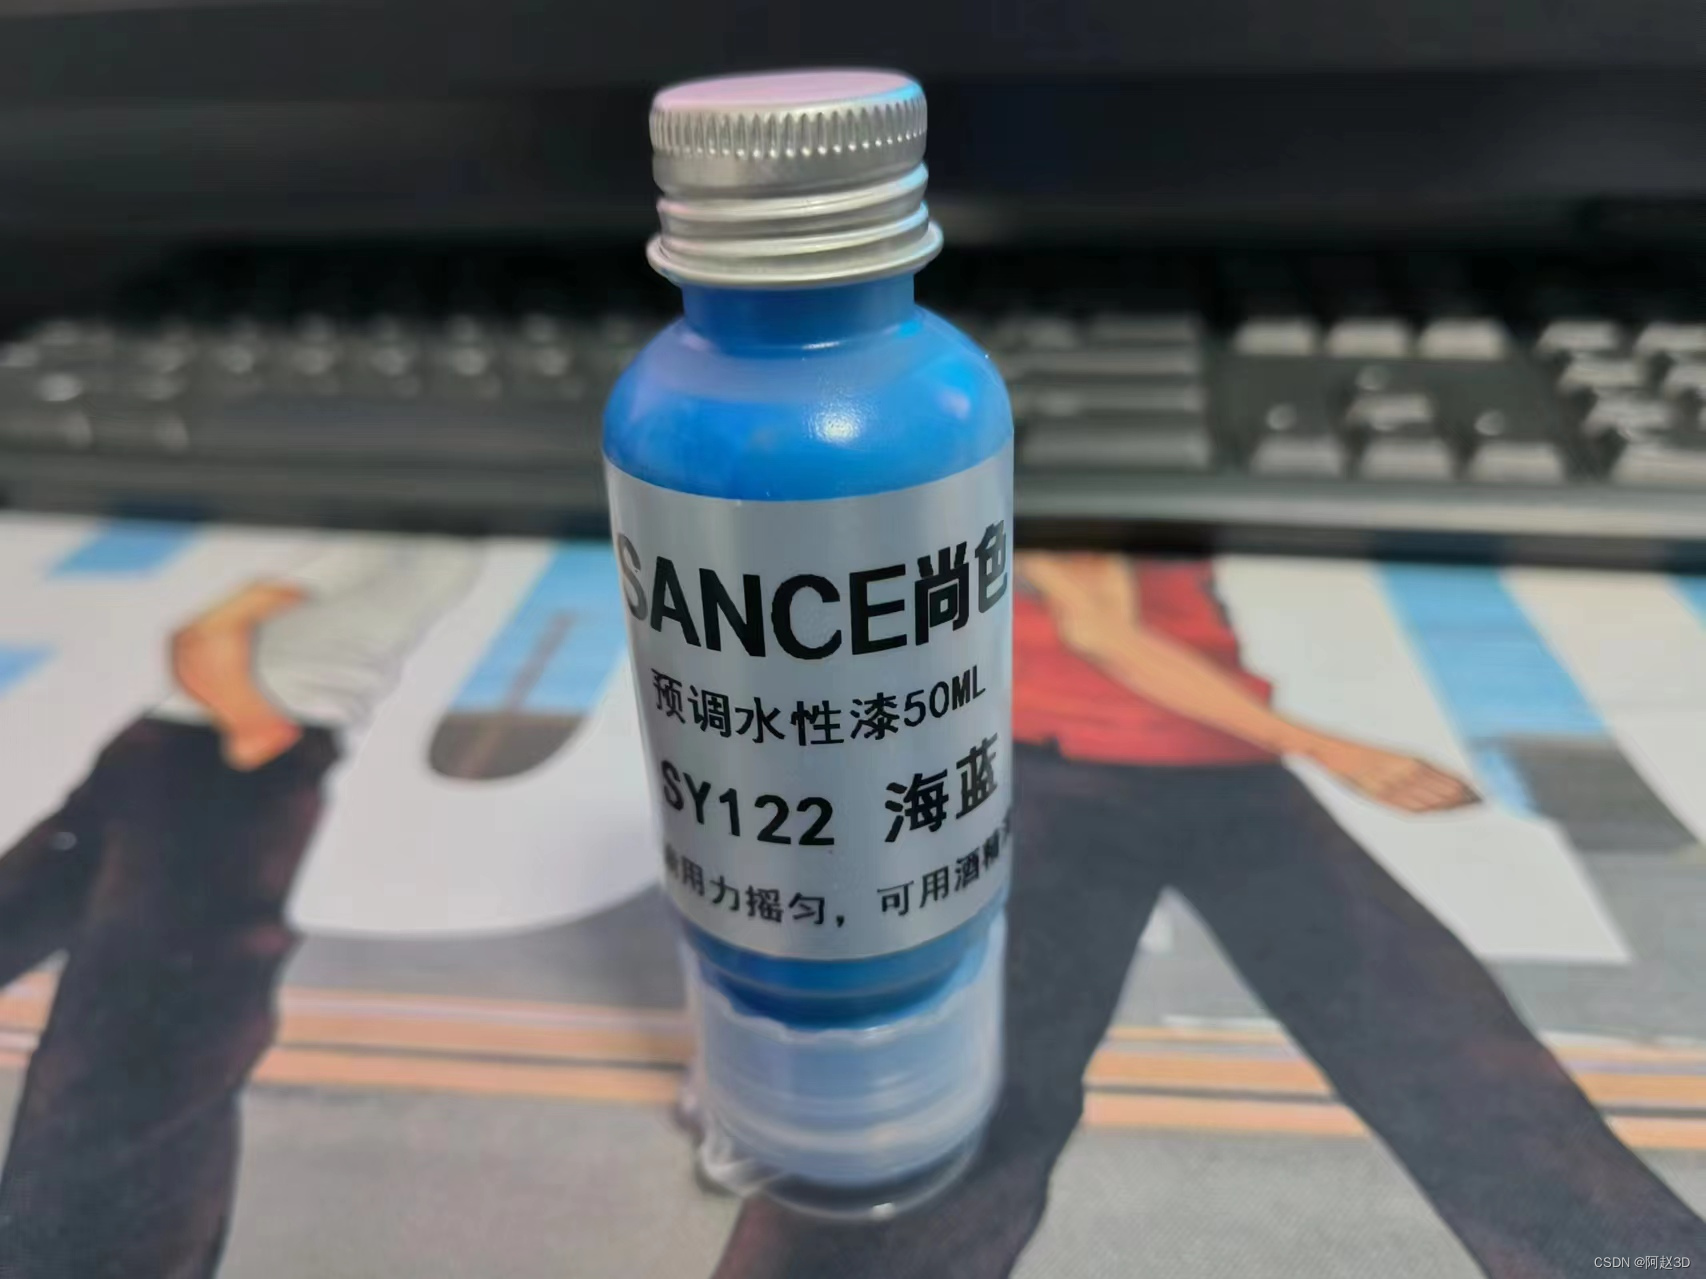 SANCE尚色
预调水性漆50ML
SY122 海蓝
用力摇匀，可用酒精
CSDN @阿赵3D